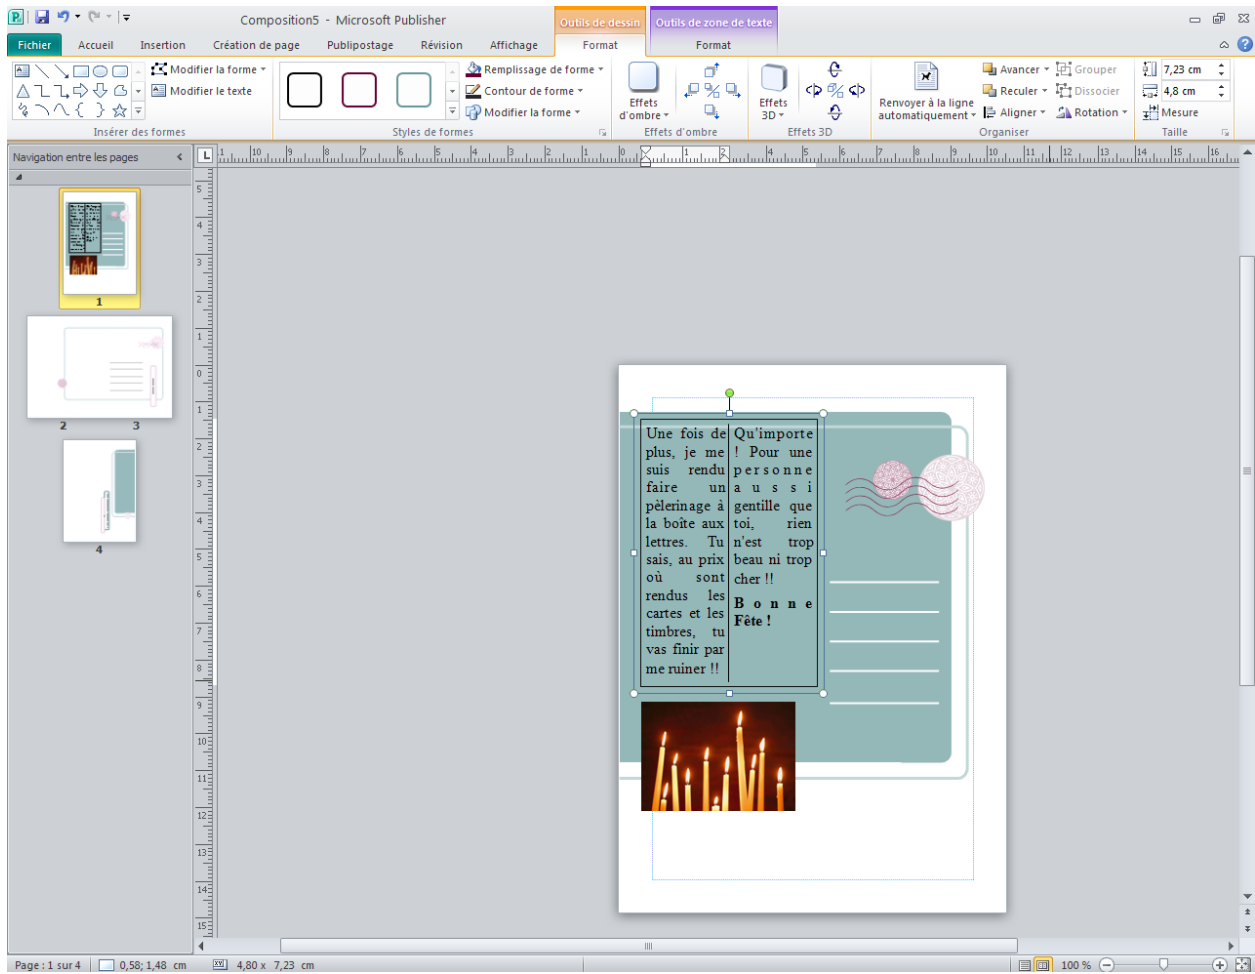 Composition5 - Microsoft Publisher
Outils de dessin
Outils de zone de texte
Fichier
Accueil
Insertion
Création de page
Publipostage
Révision
Affichage
Format
Format
Modifier la forme
Modifier le texte
Insérer des formes
Remplissage de forme
Contour de forme
Modifier la forme
Styles de formes
Effets
d'ombre
Effets d'ombre
Effets
3D
Effets 3D
Renvoyer à la ligne
automatiquement
Avancer
Reculer
Aligner
Grouper
Dissocier
Rotation
Organiser
7,23 cm
4,8 cm
Mesure
Taille
Navigation entre les pages
1
2 3
4
Une fois de
plus, je me
suis rendu
faire un
pèlerinage à
la boîte aux
lettres. Tu
sais, au prix
où sont
rendus les
cartes et les
timbres, tu
vas finir par
me ruiner !!
Qu'importe
! Pour une
personne
aussi
gentille que
toi, rien
n'est trop
beau ni trop
cher !!
Bonne
Fête !
Page : 1 sur 4
0,58; 1,48 cm
4,80 x 7,23 cm
100 %